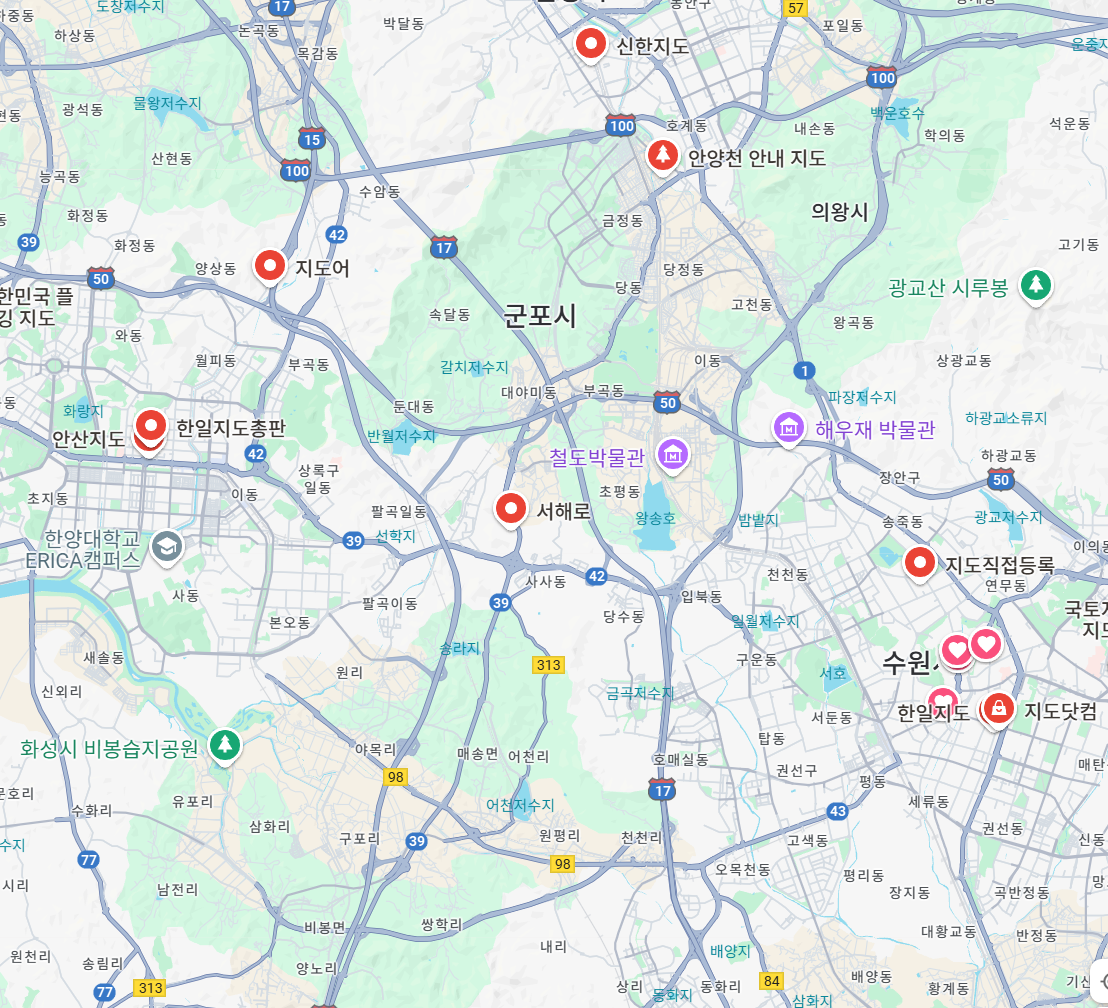 도창저수지
17
박달동
57
포일동
하상동
논곡동
목감동
신한지도
운중저
100
광석동
물왕저수지
100
호계동
내손동
백운호수
석운동
학의동
15
산현동
100
안양천 안내 지도
능곡동
수암동
화정동
금정동
의왕시
39
화정동
42
17
고기동
50
양상동
지도어
당정동
당동
광교산 시루봉
한민국 플
깅 지도
와동
속달동
군포시
고천동
왕곡동
월피동
부곡동
갈치저수지
이동
1
상광교동
대야미동
부곡동
50
파장저수지
화랑지
둔대동
하광교소류지
안산지도
한일지도총판
반월저수지
해우재 박물관
42
철도박물관
하광교동
상록구
일동
장안구
50
초지동
이동
초평동
팔곡일동
서해로
왕송호
밤밭지
송죽동
광교저수지
한양대학교
ERICA캠퍼스
39
선학지
이의동
사사동
42
천천동
지도직접등록
연무동
사동
팔곡이동
39
입북동
본오동
당수동
일월저수지
국토지
지도
새솔동
송라지
313
구운동
수원시
원리
서호
신외리
금곡저수지
한일지도
지도닷컴
서둔동
화성시 비봉습지공원
야목리
매송면
어천리
탑동
호매실동
98
권선구
매탄
평동
17
유포리
수화리
어천저수지
43
세류동
삼화리
구포리
39
원평리
천천리
고색동
권선동
신동
77
98
오목천동
평리동
남전리
장지동
곡반정동
비봉면
쌍학리
대황교동
반정동
내리
배양지
원천리
송림리
양노리
77
313
상리
동화지
동화리
84
배양동
황계동
기산
삼화지